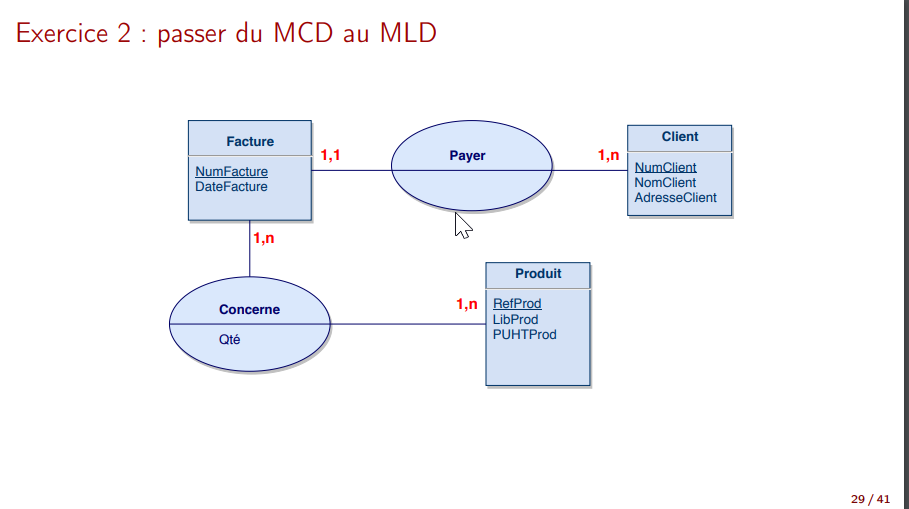 Exercice 2 : passer du MCD au MLD
Facture
NumFacture
DateFacture
1,1
Payer
1,n
Client
NumClient
NomClient
AdresseClient
1,n
Concerne
Qté
1,n
Produit
RefProd
LibProd
PUHTProd
29 / 41